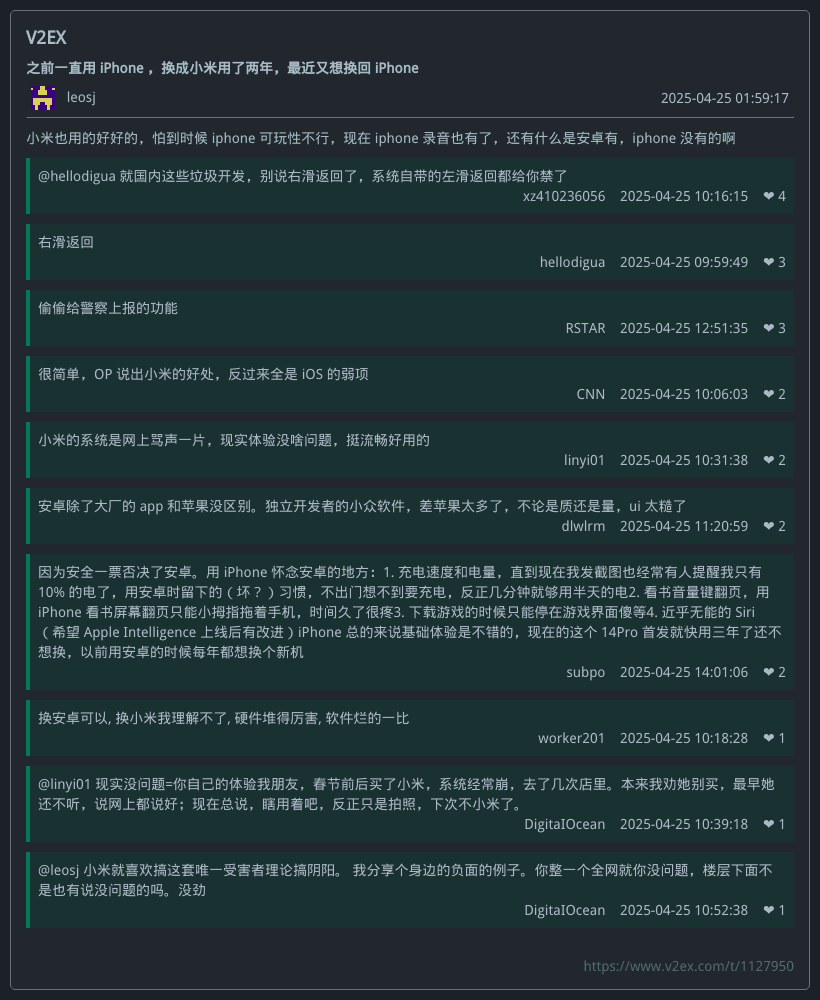 V2EX
之前一直用 iPhone ，换成小米用了两年，最近又想换回 iPhone
leosj
2025-04-25 01:59:17
小米也用的好好的，怕到时候 iphone 可玩性不行，现在 iphone 录音也有了，还有什么是安卓有，iphone 没有的啊
@hellodigua 就国内这些垃圾开发，别说右滑返回了，系统自带的左滑返回都给你禁了
xz410236056 2025-04-25 10:16:15 ❤ 4
右滑返回
hellodigua 2025-04-25 09:59:49 ❤ 3
偷偷给警察上报的功能
RSTAR 2025-04-25 12:51:35 ❤ 3
很简单，OP 说出小米的好处，反过来全是 iOS 的弱项
CNN 2025-04-25 10:06:03 ❤ 2
小米的系统是网上骂声一片，现实体验没啥问题，挺流畅好用的
linyi01 2025-04-25 10:31:38 ❤ 2
安卓除了大厂的 app 和苹果没区别。独立开发者的小众软件，差苹果太多了，不论是质还是量，ui 太糙了
dlwlrm 2025-04-25 11:20:59 ❤ 2
因为安全一票否决了安卓。用 iPhone 怀念安卓的地方：1. 充电速度和电量，直到现在我发截图也经常有人提醒我只有
10% 的电了，用安卓时留下的（坏？）习惯，不出门想不到要充电，反正几分钟就够用半天的电2. 看书音量键翻页，用
iPhone 看书屏幕翻页只能小拇指拖着手机，时间久了很疼3. 下载游戏的时候只能停在游戏界面傻等4. 近乎无能的 Siri
（希望 Apple Intelligence 上线后有改进）iPhone 总的来说基础体验是不错的，现在的这个 14Pro 首发就快用三年了还不
想换，以前用安卓的时候每年都想换个新机
subpo 2025-04-25 14:01:06 ❤ 2
换安卓可以, 换小米我理解不了, 硬件堆得厉害, 软件烂的一比
worker201 2025-04-25 10:18:28 ❤ 1
@linyi01 现实没问题=你自己的体验我朋友，春节前后买了小米，系统经常崩，去了几次店里。本来我劝她别买，最早她
还不听，说网上都说好；现在总说，瞎用着吧，反正只是拍照，下次不小米了。
DigitaIOcean 2025-04-25 10:39:18 ❤ 1
@leosj 小米就喜欢搞这套唯一受害者理论搞阴阳。 我分享个身边的负面的例子。你整一个全网就你没问题，楼层下面不
是也有说没问题的吗。没劲
DigitaIOcean 2025-04-25 10:52:38 ❤ 1
https://www.v2ex.com/t/1127950